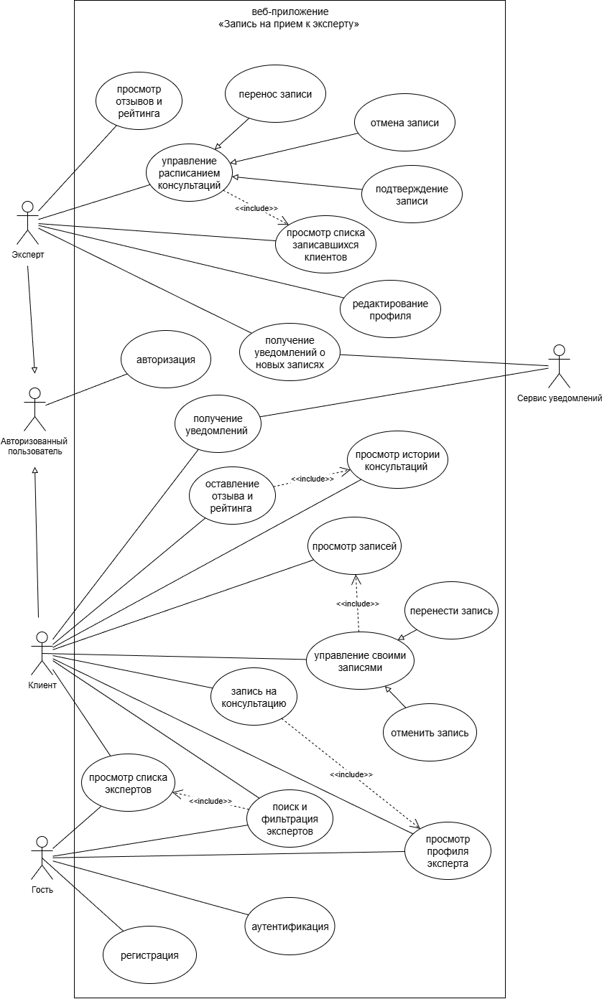 веб-приложение
«Запись на прием к эксперту»
просмотр
отзывов и
рейтинга
перенос записи
отмена записи
управление
расписанием
консультаций
подтверждение
записи
<<include>>
просмотр списка
записавшихся
клиентов
Эксперт
редактирование
профиля
получение
уведомлений о
новых записях
авторизация
Сервис уведомлений
получение
уведомлений
Авторизованный
пользователь
просмотр истории
консультаций
<<include>>
оставление
отзыва и
рейтинга
просмотр записей
<<include>>
перенести запись
управление своими
записями
Клиент
запись на
консультацию
отменить запись
<<include>>
просмотр списка
экспертов
<<include>>
поиск и
фильтрация
экспертов
просмотр
профиля
эксперта
Гость
аутентификация
регистрация